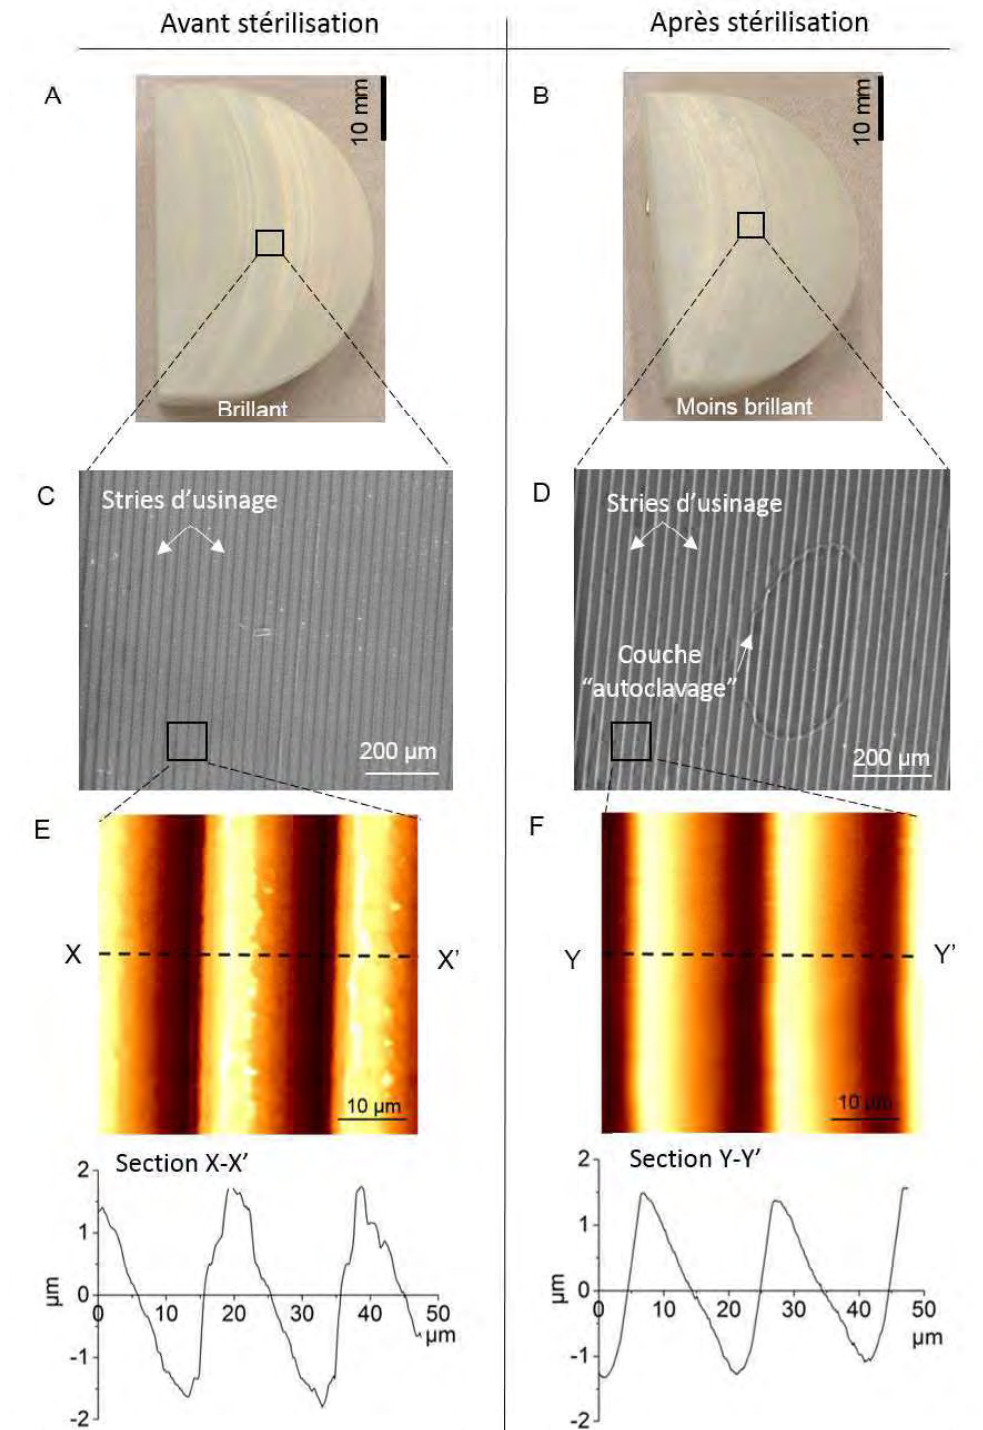 Avant stérilisation
Après stérilisation
A
10 mm
Brillant
B
10 mm
Moins brillant
C
Stries d’usinage
200 µm
D
Stries d’usinage
Couche
“autoclavage”
200 µm
E
X
X’
10 µm
F
Y
Y’
10 µm
Section X-X’
2
1
0
-1
-2
µm
0 10 20 30 40 50
µm
Section Y-Y’
2
1
0
-1
-2
µm
0 10 20 30 40 50
µm